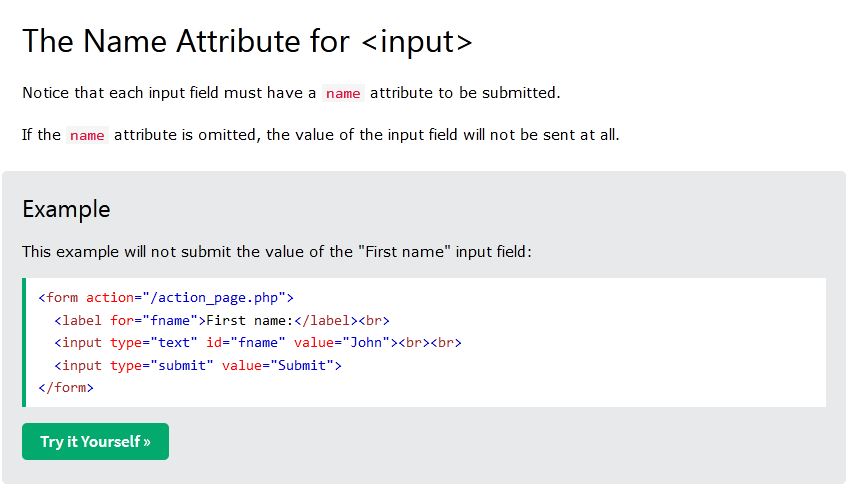 The Name Attribute for <input>
Notice that each input field must have a name attribute to be submitted.
If the name attribute is omitted, the value of the input field will not be sent at all.
Example
This example will not submit the value of the "First name" input field:
<form action="/action_page.php">
  <label for="fname">First name:</label><br>
  <input type="text" id="fname" value="John"><br><br>
  <input type="submit" value="Submit">
</form>
Try it Yourself »